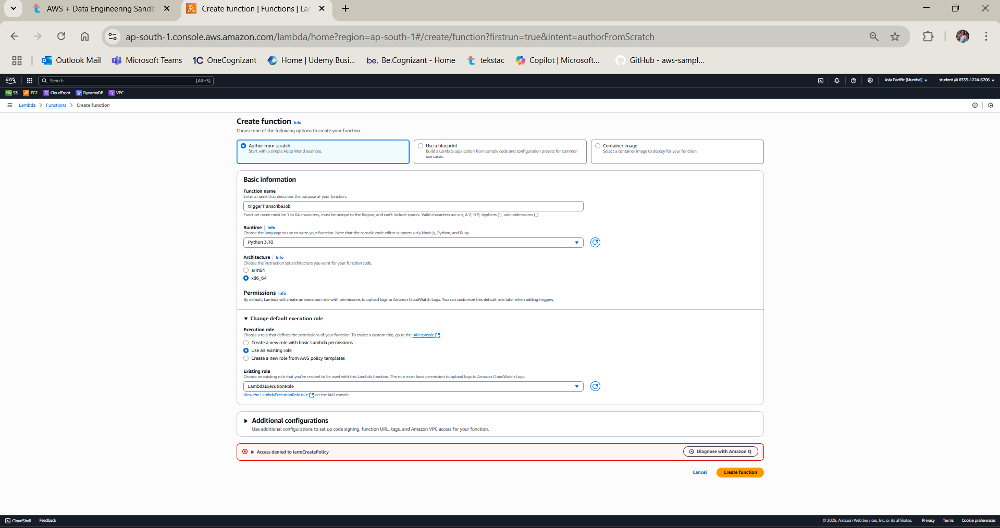 AWS + Data Engineering Sandb
Create function | Functions | La
ap-south-1.console.aws.amazon.com/lambda/home?region=ap-south-1#/create/function?firstrun=true&intent=authorFromScratch
Outlook Mail
Microsoft Teams
1C OneCognizant
Home | Udemy Busi...
be. Be.Cognizant - Home
tekstac
Copilot | Microsoft...
GitHub - aws-sampl...
aws
Search
[Alt+S]
Asia Pacific (Mumbai)
student @ 6535-1224-6706
S3
EC2
CloudFront
DynamoDB
VPC
Lambda > Functions > Create function
Create function Info
Choose one of the following options to create your function.
Author from scratch
Start with a simple Hello World example.
Use a blueprint
Build a Lambda application from sample code and configuration presets for common
use cases.
Container image
Select a container image to deploy for your function.
Basic information
Function name
Enter a name that describes the purpose of your function.
triggerTranscribeJob
Function name must be 1 to 64 characters, must be unique to the Region, and can't include spaces. Valid characters are a-z, A-Z, 0-9, hyphens (-), and underscores (_).
Runtime | Info
Choose the language to use to write your function. Note that the console code editor supports only Node.js, Python, and Ruby.
Python 3.10
Architecture | Info
Choose the instruction set architecture you want for your function code.
arm64
x86_64
Permissions Info
By default, Lambda will create an execution role with permissions to upload logs to Amazon CloudWatch Logs. You can customize this default role later when adding triggers.
Change default execution role
Execution role
Choose a role that defines the permissions of your function. To create a custom role, go to the IAM console.
Create a new role with basic Lambda permissions
Use an existing role
Create a new role from AWS policy templates
Existing role
Choose an existing role that you've created to be used with this Lambda function. The role must have permission to upload logs to Amazon CloudWatch Logs.
LambdaExecutionRole
View the LambdaExecutionRole role on the IAM console.
Additional configurations
Use additional configurations to set up code signing, function URL, tags, and Amazon VPC access for your function.
Access denied to iam:CreatePolicy
Diagnose with Amazon Q
Cancel
Create function
CloudShell
Feedback
© 2025, Amazon Web Services, Inc. or its affiliates.
Privacy
Terms
Cookie preferences